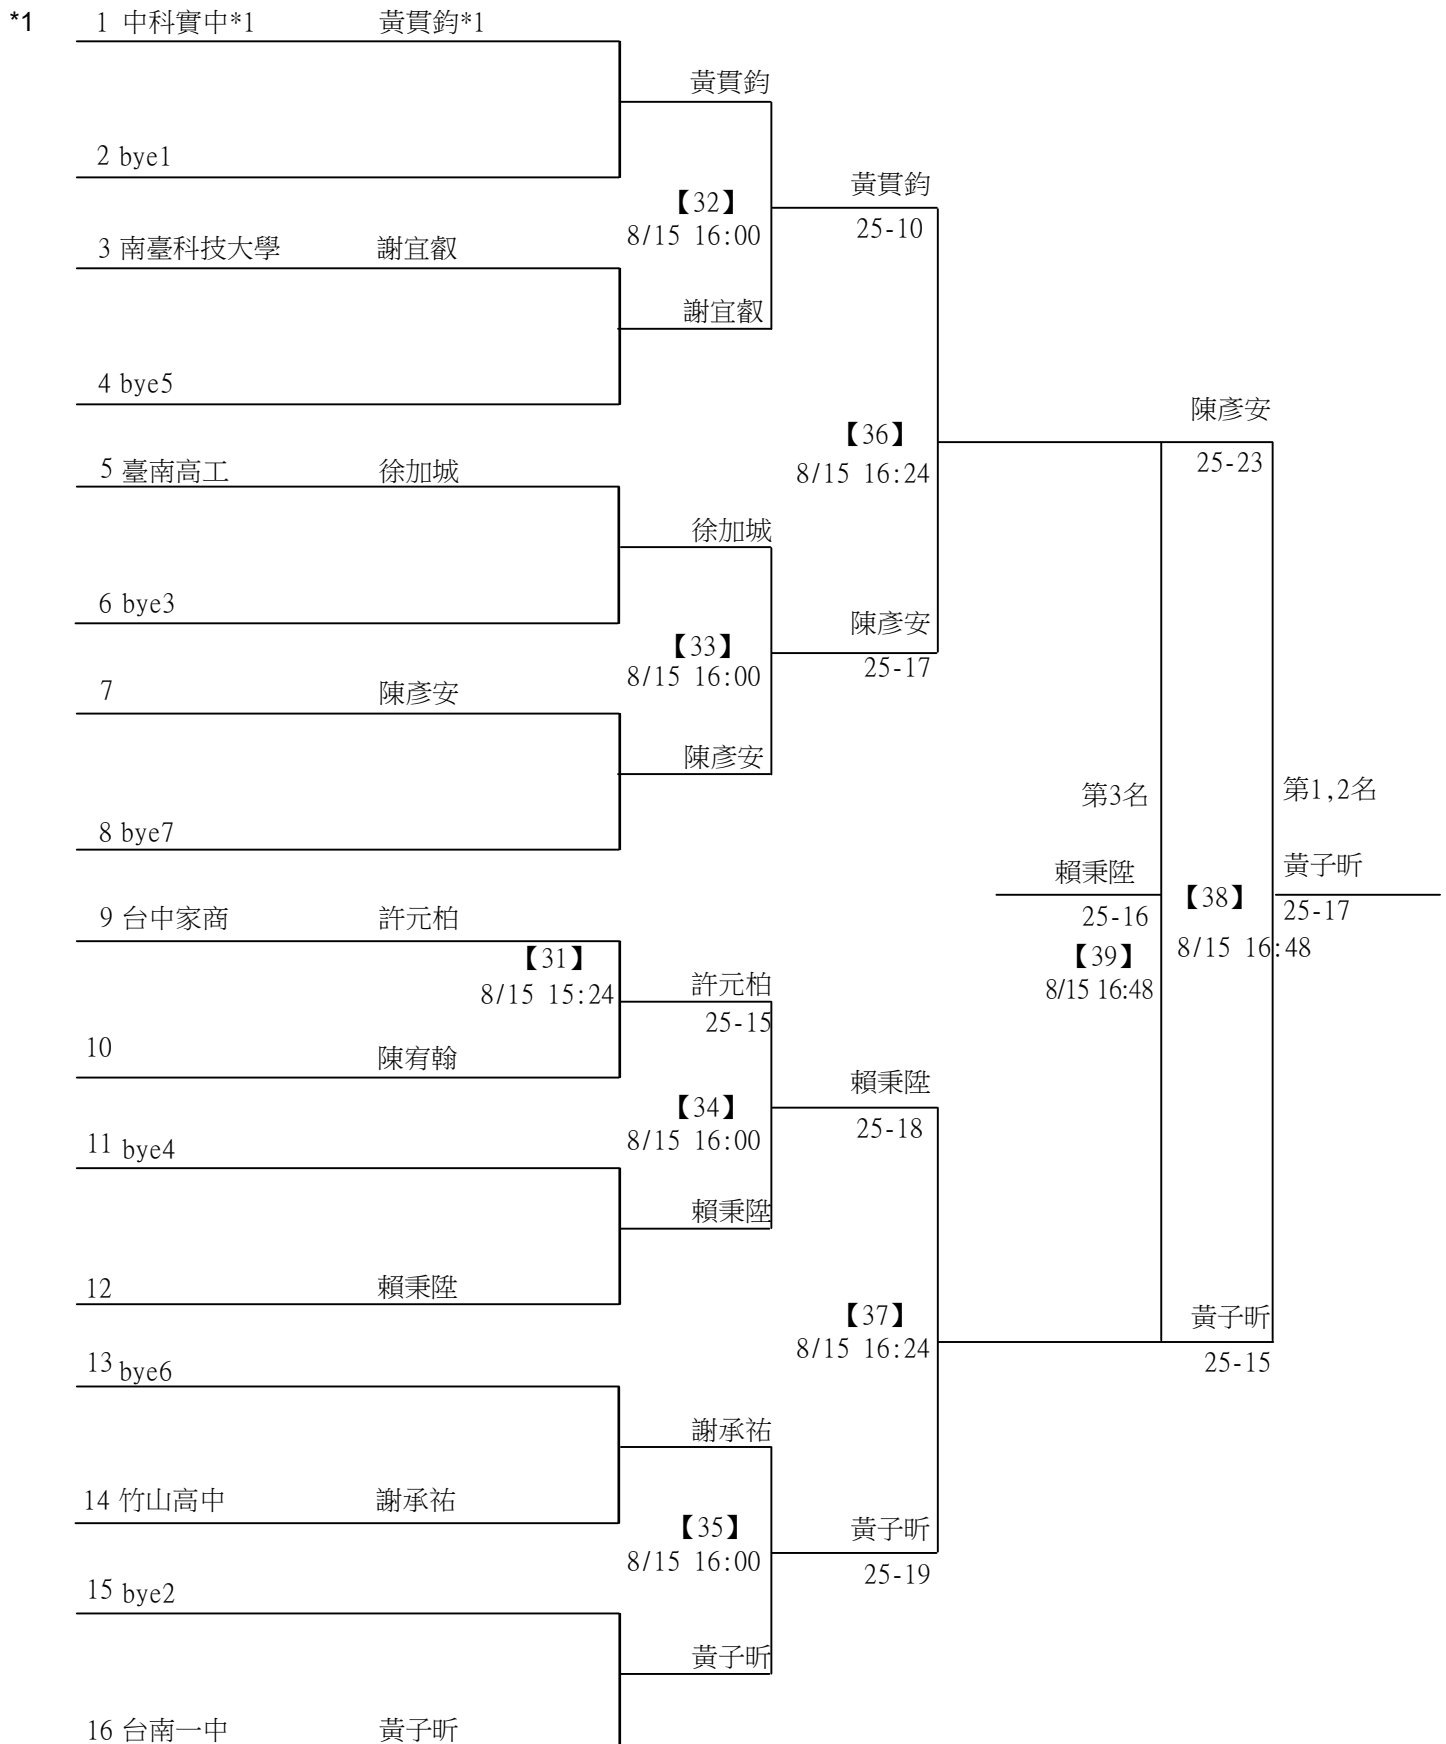 *1
1 中科實中*1 黃貫鈞*1
黃貫鈞
2 bye1
黃貫鈞
【32】
25-10
8/15 16:00
3 南臺科技大學 謝宜叡
謝宜叡
4 bye5
陳彥安
【36】
25-23
5 臺南高工 徐加城
8/15 16:24
徐加城
6 bye3
陳彥安
【33】
25-17
8/15 16:00
7 陳彥安
陳彥安
第3名
第1,2名
8 bye7
賴秉陞
黃子昕
【38】
25-16
25-17
9 台中家商 許元柏
8/15 16:48
【31】
【39】
8/15 15:24
許元柏
8/15 16:48
25-15
10 陳宥翰
賴秉陞
【34】
25-18
8/15 16:00
11 bye4
賴秉陞
12 賴秉陞
【37】
黃子昕
8/15 16:24
25-15
13 bye6
謝承祐
14 竹山高中 謝承祐
【35】
黃子昕
8/15 16:00
25-19
15 bye2
黃子昕
16 台南一中 黃子昕